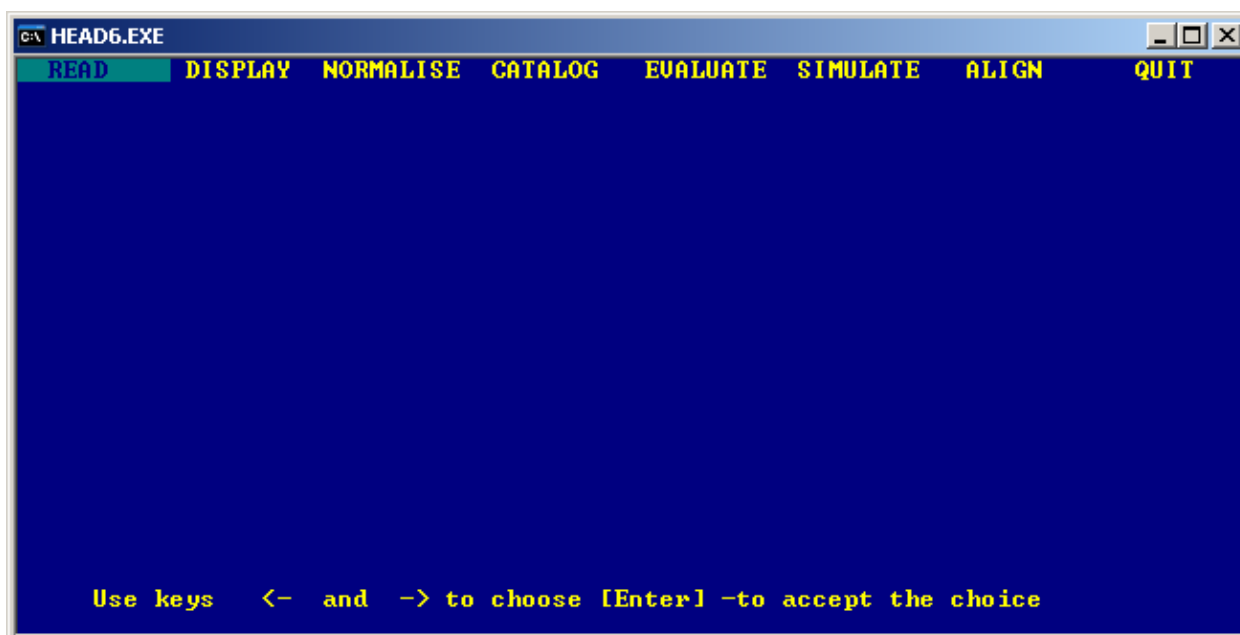 HEAD6.EXE
READ DISPLAY NORMALISE CATALOG EVALUATE SIMULATE ALIGN QUIT
Use keys <- and -> to choose [Enter] -to accept the choice